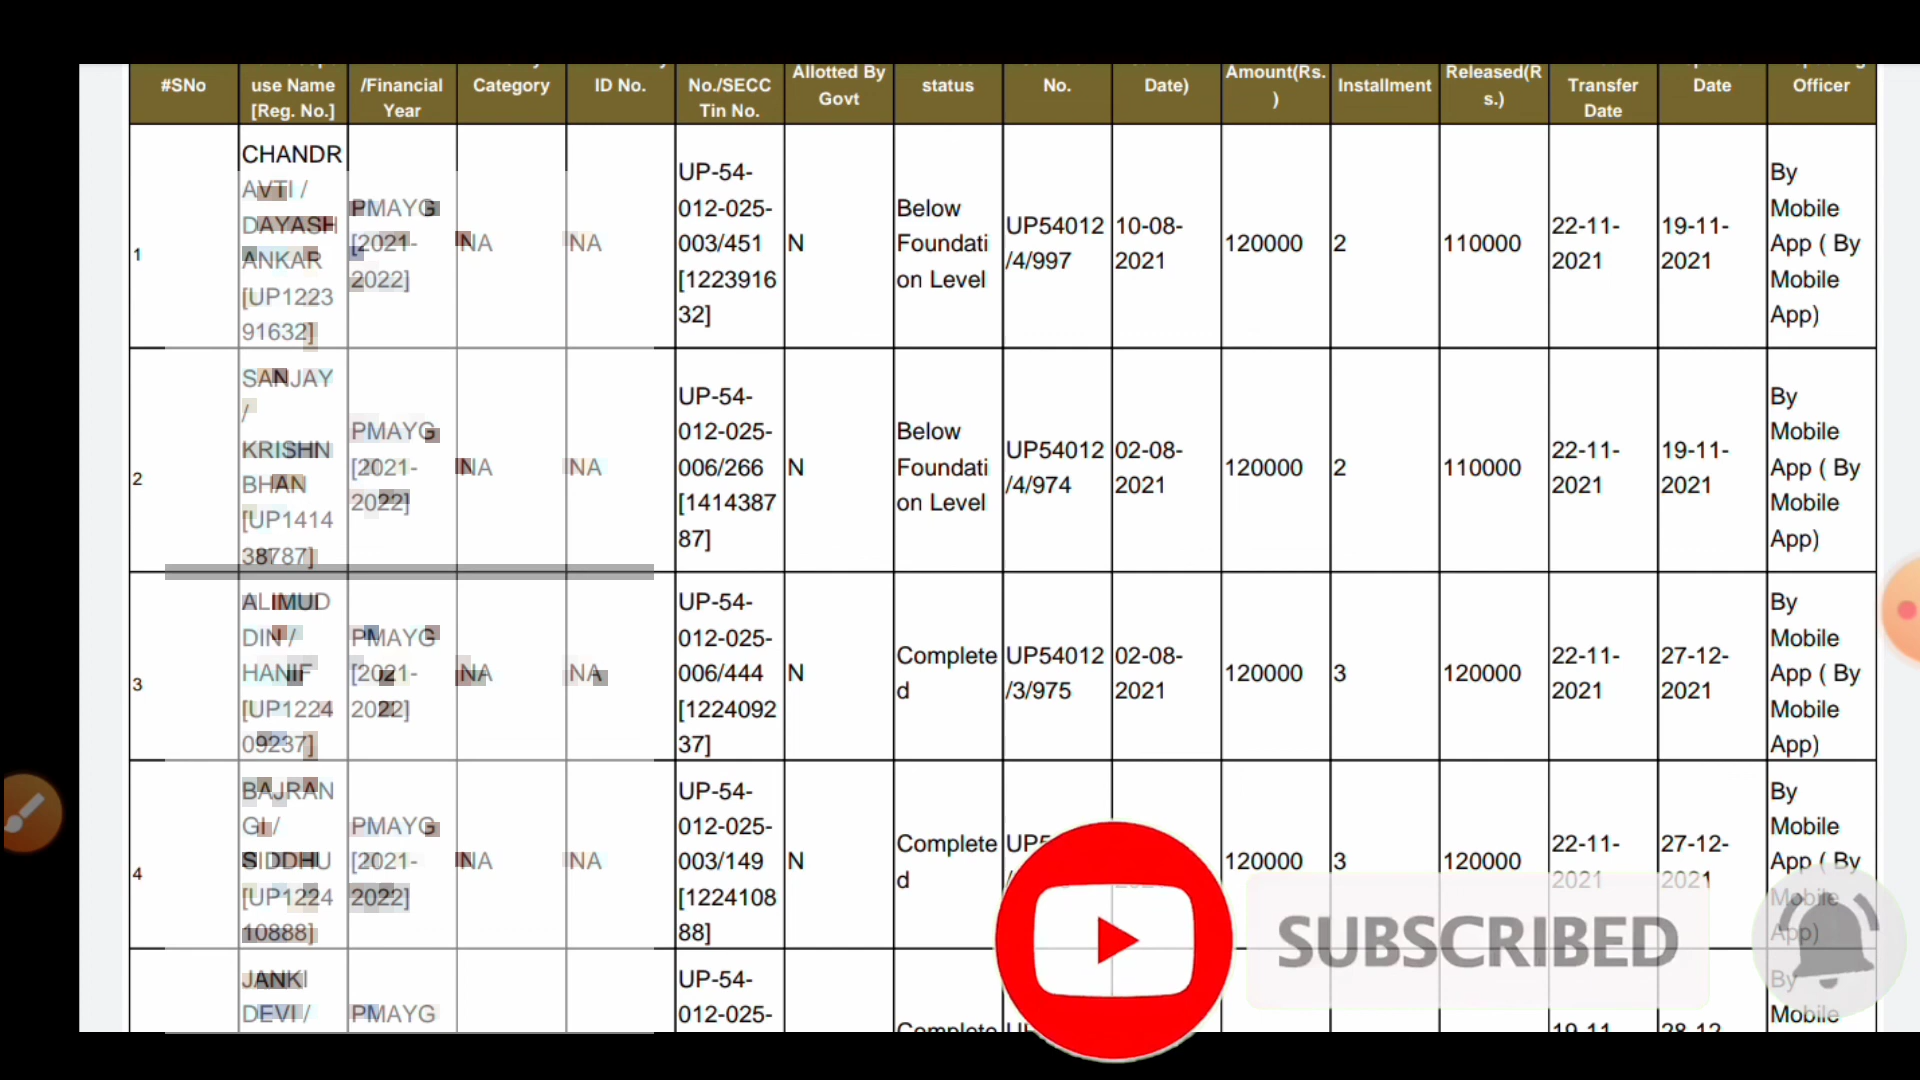 #SNo
use Name
[Reg. No.]
/Financial
Year
Category
ID No.
No./SECC
Tin No.
Allotted By
Govt
status
No.
Date)
Amount(Rs.
)
Installment
Released(R
s.)
Transfer
Date
Date
Officer
1
CHANDR
AVTI /
DAYASH
ANKAR
[UP1223
91632]
PMAYG
[2021-
2022]
NA
NA
UP-54-
012-025-
003/451
[1223916
32]
N
Below
Foundati
on Level
UP54012
/4/997
10-08-
2021
120000
2
110000
22-11-
2021
19-11-
2021
By
Mobile
App ( By
Mobile
App)
2
SANJAY
/
KRISHN
BHAN
[UP1414
38787]
PMAYG
[2021-
2022]
NA
NA
UP-54-
012-025-
006/266
[1414387
87]
N
Below
Foundati
on Level
UP54012
/4/974
02-08-
2021
120000
2
110000
22-11-
2021
19-11-
2021
By
Mobile
App ( By
Mobile
App)
3
ALIMUD
DIN /
HANIF
[UP1224
09237]
PMAYG
[2021-
2022]
NA
NA
UP-54-
012-025-
006/444
[1224092
37]
N
Complete
d
UP54012
/3/975
02-08-
2021
120000
3
120000
22-11-
2021
27-12-
2021
By
Mobile
App ( By
Mobile
App)
4
BAJRAN
GI /
SIDDHU
[UP1224
10888]
PMAYG
[2021-
2022]
NA
NA
UP-54-
012-025-
003/149
[1224108
88]
N
Complete
d
120000
3
120000
22-11-
2021
27-12-
2021
By
Mobile
App ( By
Mobile
App)
JANKI
DEVI /
PMAYG
UP-54-
012-025-
Complete
19-11-
28-12-
By
Mobile
SUBSCRIBED